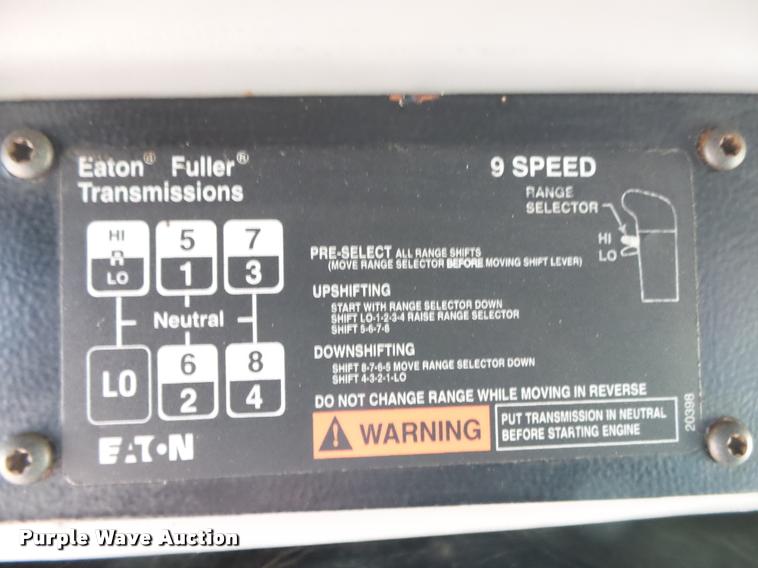 Eaton® Fuller®
Transmissions
9 SPEED
RANGE
SELECTOR
HI
LO
HI
R
LO
5
1
7
3
Neutral
LO
6
2
8
4
PRE-SELECT ALL RANGE SHIFTS
(MOVE RANGE SELECTOR BEFORE MOVING SHIFT LEVER)
UPSHIFTING
START WITH RANGE SELECTOR DOWN
SHIFT LO-1-2-3-4 RAISE RANGE SELECTOR
SHIFT 5-6-7-8
DOWNSHIFTING
SHIFT 8-7-6-5 MOVE RANGE SELECTOR DOWN
SHIFT 4-3-2-1-LO
DO NOT CHANGE RANGE WHILE MOVING IN REVERSE
WARNING
PUT TRANSMISSION IN NEUTRAL
BEFORE STARTING ENGINE
20398
EATON
Purple Wave Auction